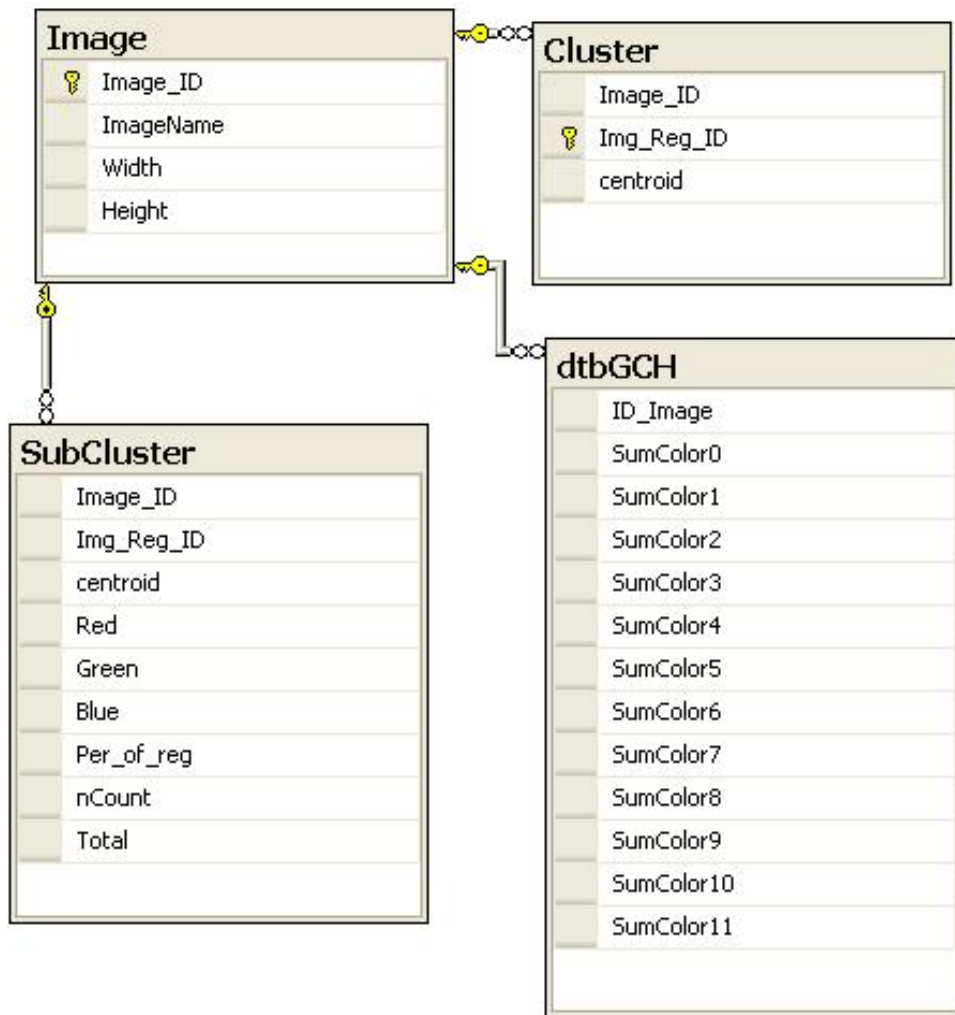 Image
Image_ID
ImageName
Width
Height
Cluster
Image_ID
Img_Reg_ID
centroid
SubCluster
Image_ID
Img_Reg_ID
centroid
Red
Green
Blue
Per_of_reg
nCount
Total
dtbGCH
ID_Image
SumColor0
SumColor1
SumColor2
SumColor3
SumColor4
SumColor5
SumColor6
SumColor7
SumColor8
SumColor9
SumColor10
SumColor11